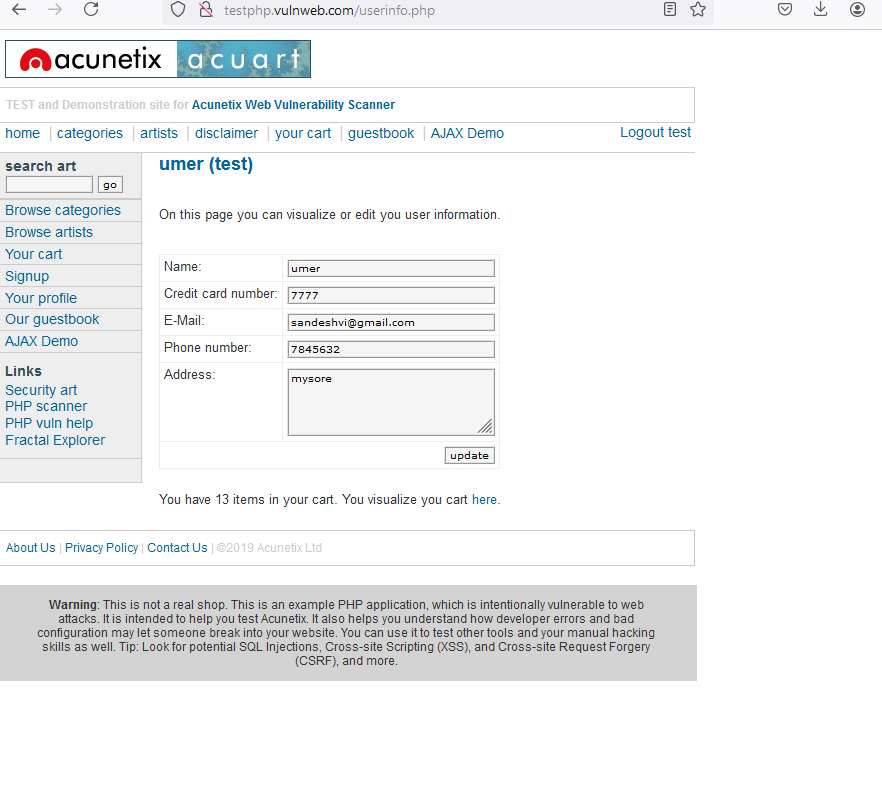 testphp.vulnweb.com/userinfo.php
acunetix acuart
TEST and Demonstration site for Acunetix Web Vulnerability Scanner
home | categories | artists | disclaimer | your cart | guestbook | AJAX Demo
Logout test
search art
go
Browse categories
Browse artists
Your cart
Signup
Your profile
Our guestbook
AJAX Demo
Links
Security art
PHP scanner
PHP vuln help
Fractal Explorer
umer (test)
On this page you can visualize or edit you user information.
Name: umer
Credit card number: 7777
E-Mail: sandeshvi@gmail.com
Phone number: 7845632
Address: mysore
update
You have 13 items in your cart. You visualize you cart here.
About Us | Privacy Policy | Contact Us | ©2019 Acunetix Ltd
Warning: This is not a real shop. This is an example PHP application, which is intentionally vulnerable to web
attacks. It is intended to help you test Acunetix. It also helps you understand how developer errors and bad
configuration may let someone break into your website. You can use it to test other tools and your manual hacking
skills as well. Tip: Look for potential SQL Injections, Cross-site Scripting (XSS), and Cross-site Request Forgery
(CSRF), and more.